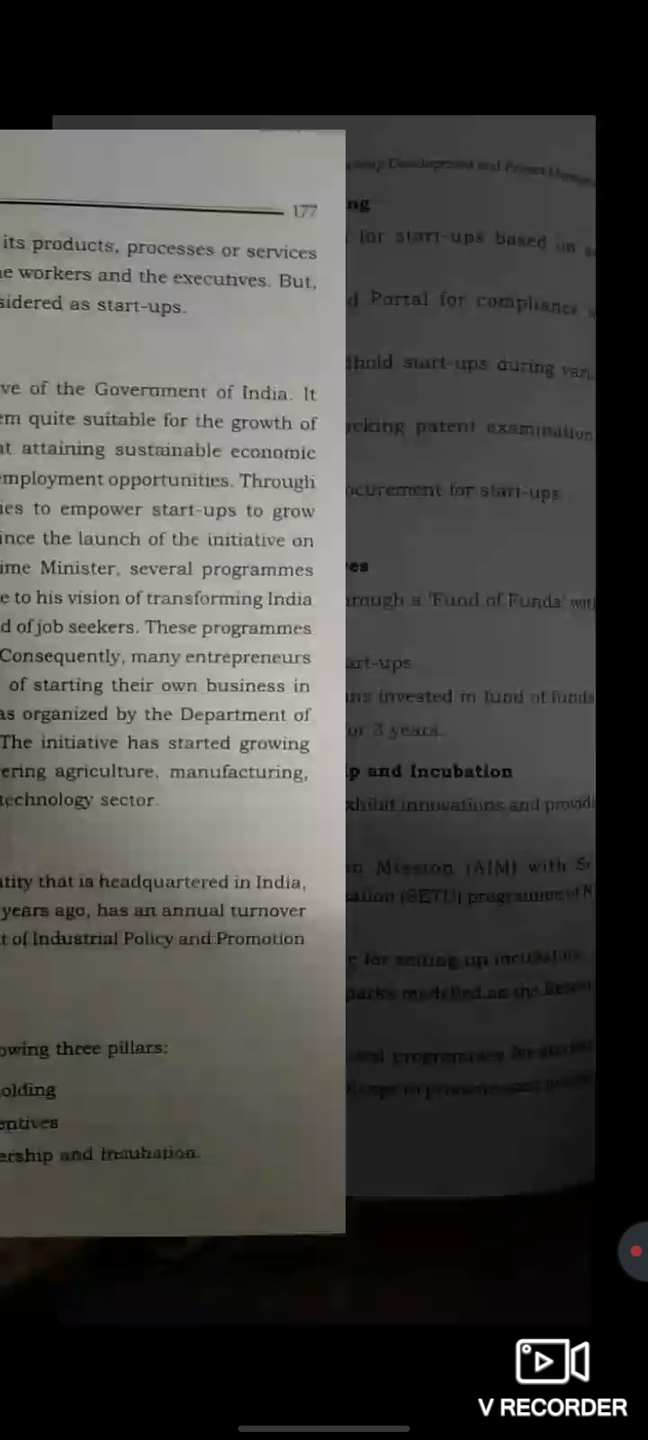 177
its products, processes or services
e workers and the executives. But,
sidered as start-ups.
ve of the Government of India. It
em quite suitable for the growth of
at attaining sustainable economic
employment opportunities. Through
ies to empower start-ups to grow
ince the launch of the initiative on
ime Minister, several programmes
e to his vision of transforming India
d of job seekers. These programmes
Consequently, many entrepreneurs
of starting their own business in
as organized by the Department of
The initiative has started growing
ering agriculture, manufacturing,
technology sector.
tity that is headquartered in India,
years ago, has an annual turnover
t of Industrial Policy and Promotion
owing three pillars:
olding
entives
ership and Incubation.
Development and Project
ng
for start-ups based on
d Portal for compliance
dhold start-ups during
cking patent examination
ocurement for start-ups
es
hrough a 'Fund of Funds'
art-ups
ns invested in fund of funds
or 3 years.
p and Incubation
xhibit innovations and
n Mission (AIM) with
ation (SETU) programme of
for setting up incubators
parks modelled on the
programmes for
V RECORDER